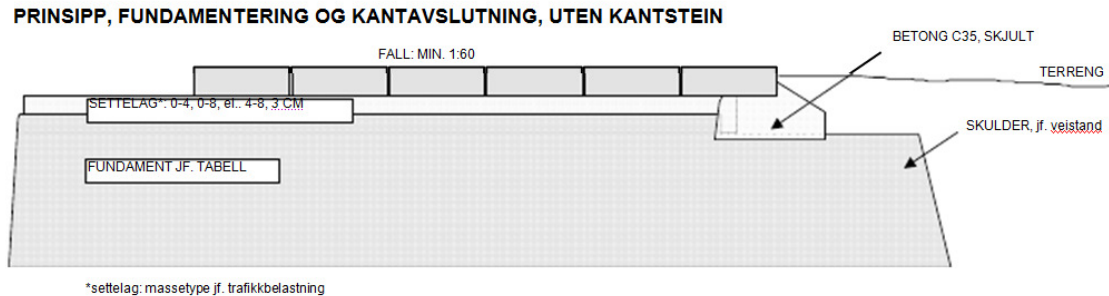 PRINSIPP, FUNDAMENTERING OG KANTAVSLUTNING, UTEN KANTSTEIN
BETONG C35, SKJULT
FALL: MIN. 1:60
TERRENG
SETTELAG*: 0-4, 0-8, el.. 4-8, 3 CM
SKULDER, jf. veistand
FUNDAMENT JF. TABELL
*settelag: massetype jf. trafikkbelastning